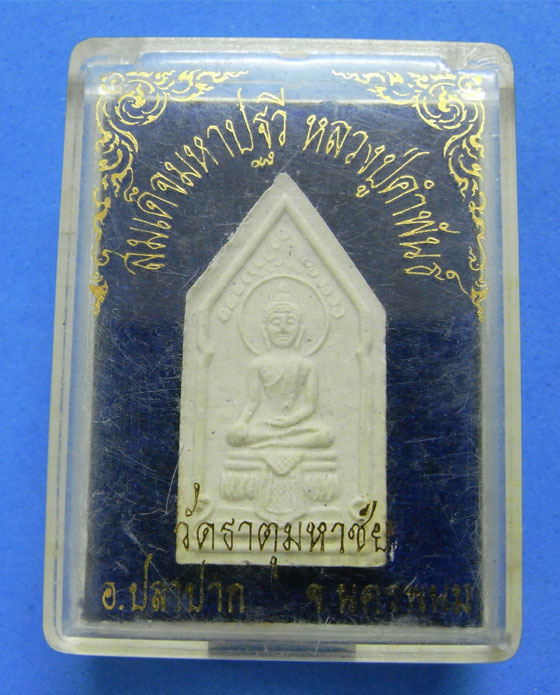 สมเด็จมหาปฐวี หลวงปู่คำพันธ์
วัดธาตุมหาชัย
อ.ปลาปาก จ.นครพนม